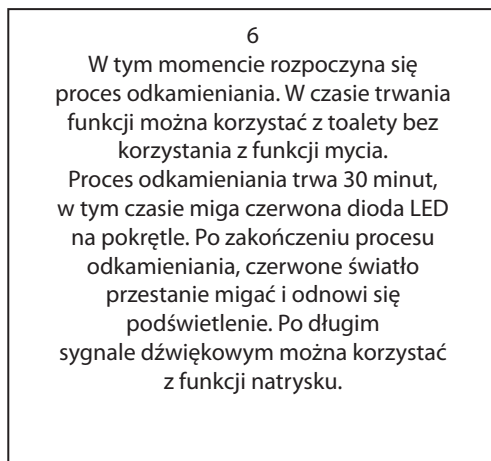 6
W tym momencie rozpoczyna się
proces odkamieniania. W czasie trwania
funkcji można korzystać z toalety bez
korzystania z funkcji mycia.
Proces odkamieniania trwa 30 minut,
w tym czasie miga czerwona dioda LED
na pokrętle. Po zakończeniu procesu
odkamieniania, czerwone światło
przestanie migać i odnowi się
podświetlenie. Po długim
sygnale dźwiękowym można korzystać
z funkcji natrysku.